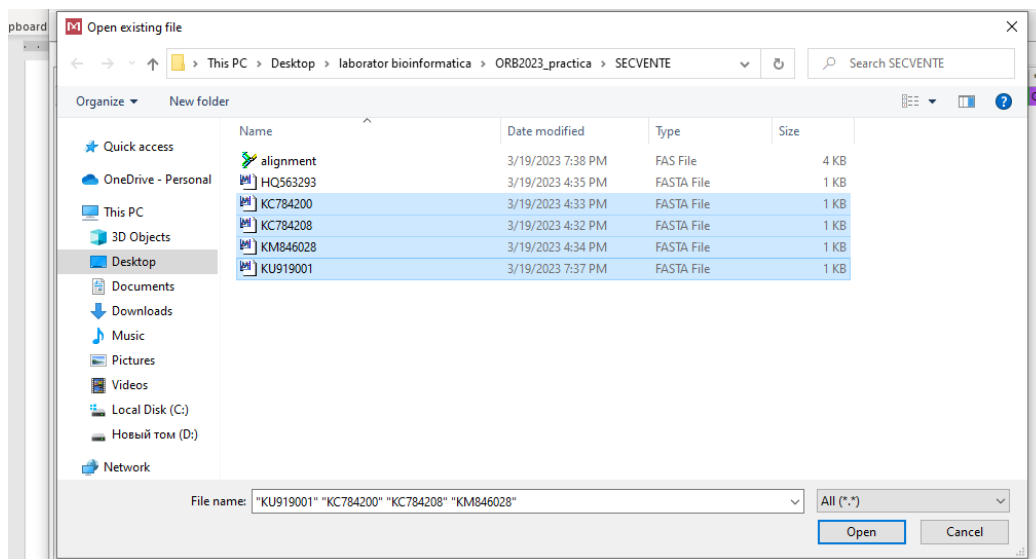 pboard
Open existing file
This PC > Desktop > laborator bioinformatica > ORB2023_practica > SECVENTE
Search SECVENTE
Organize
New folder
Name Date modified Type Size
Quick access
OneDrive - Personal
This PC
3D Objects
Desktop
Documents
Downloads
Music
Pictures
Videos
Local Disk (C:)
Новый том (D:)
Network
alignment 3/19/2023 7:38 PM FAS File 4 KB
HQ563293 3/19/2023 4:35 PM FASTA File 1 KB
KC784200 3/19/2023 4:33 PM FASTA File 1 KB
KC784208 3/19/2023 4:32 PM FASTA File 1 KB
KM846028 3/19/2023 4:34 PM FASTA File 1 KB
KU919001 3/19/2023 7:37 PM FASTA File 1 KB
File name: "KU919001" "KC784200" "KC784208" "KM846028"
All (*.*)
Open Cancel